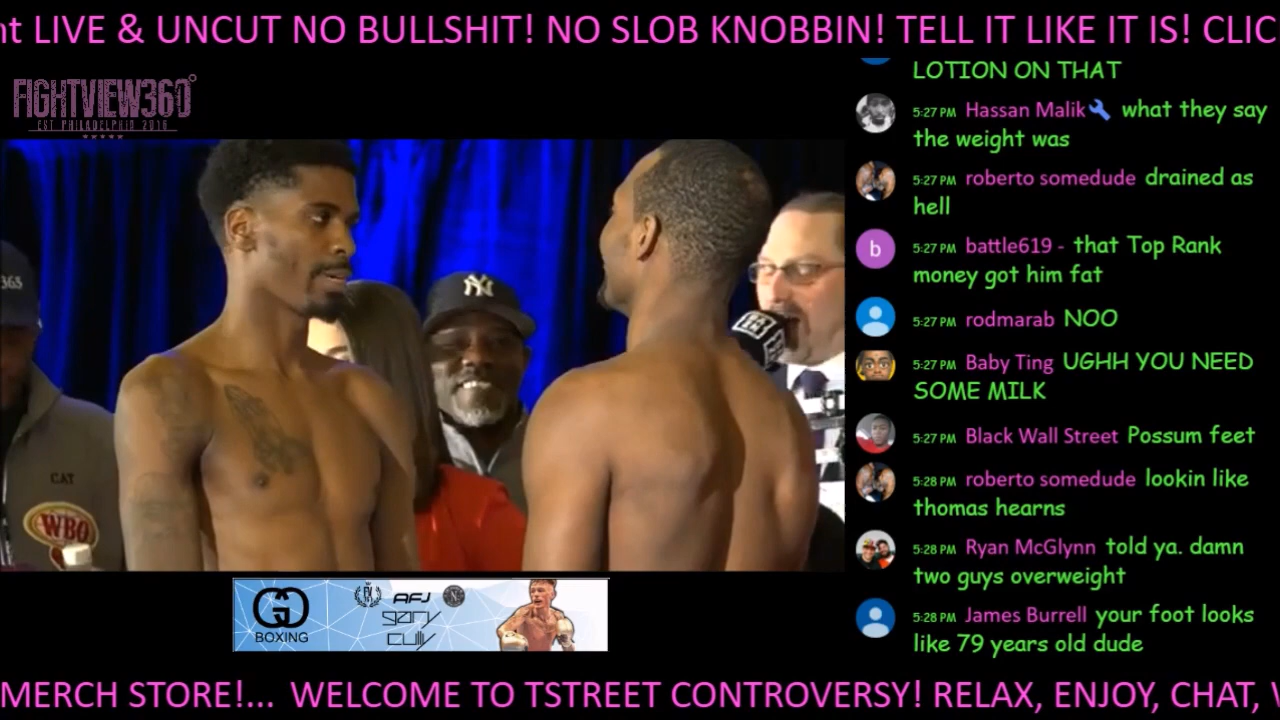 nt LIVE & UNCUT NO BULLSHIT! NO SLOB KNOBBIN! TELL IT LIKE IT IS! CLIC
FIGHTVIEW360
EST PHILADELPHIA 2016
LOTION ON THAT
5:27 PM Hassan Malik🔧 what they say
the weight was
5:27 PM roberto somedude drained as
hell
b
5:27 PM battle619 - that Top Rank
money got him fat
5:27 PM rodmarab NOO
5:27 PM Baby Ting UGHH YOU NEED
SOME MILK
5:27 PM Black Wall Street Possum feet
5:28 PM roberto somedude lookin like
thomas hearns
5:28 PM Ryan McGlynn told ya. damn
two guys overweight
5:28 PM James Burrell your foot looks
like 79 years old dude
363
NY
CAT
WBO
BOXING
AFJ
gary
cully
MERCH STORE!... WELCOME TO TSTREET CONTROVERSY! RELAX, ENJOY, CHAT,